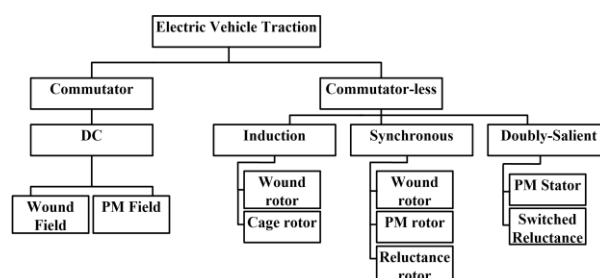 Electric Vehicle Traction
Commutator
Commutator-less
DC
Induction
Synchronous
Doubly-Salient
Wound
Field
PM Field
Wound
rotor
Cage rotor
Wound
rotor
PM rotor
Reluctance
rotor
PM Stator
Switched
Reluctance